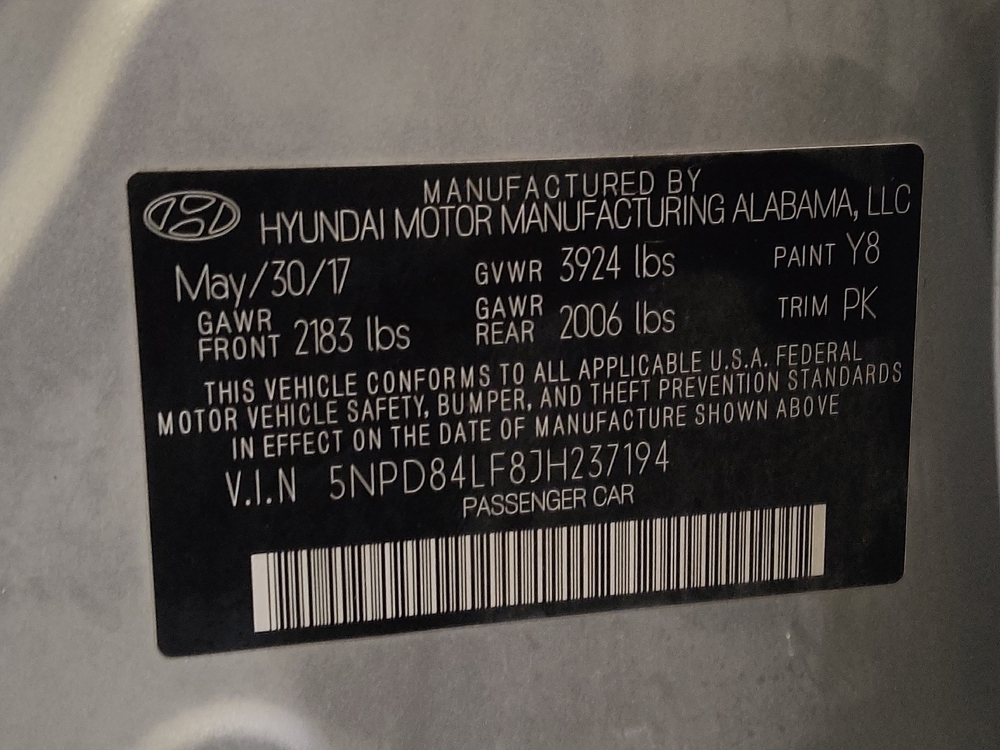 MANUFACTURED BY
HYUNDAI MOTOR MANUFACTURING ALABAMA, LLC
May/30/17 GVWR 3924 lbs PAINT Y8
GAWR FRONT 2183 lbs GAWR REAR 2006 lbs TRIM PK
THIS VEHICLE CONFORMS TO ALL APPLICABLE U.S.A. FEDERAL
MOTOR VEHICLE SAFETY, BUMPER, AND THEFT PREVENTION STANDARDS
IN EFFECT ON THE DATE OF MANUFACTURE SHOWN ABOVE
V.I.N 5NPD84LF8JH237194
PASSENGER CAR